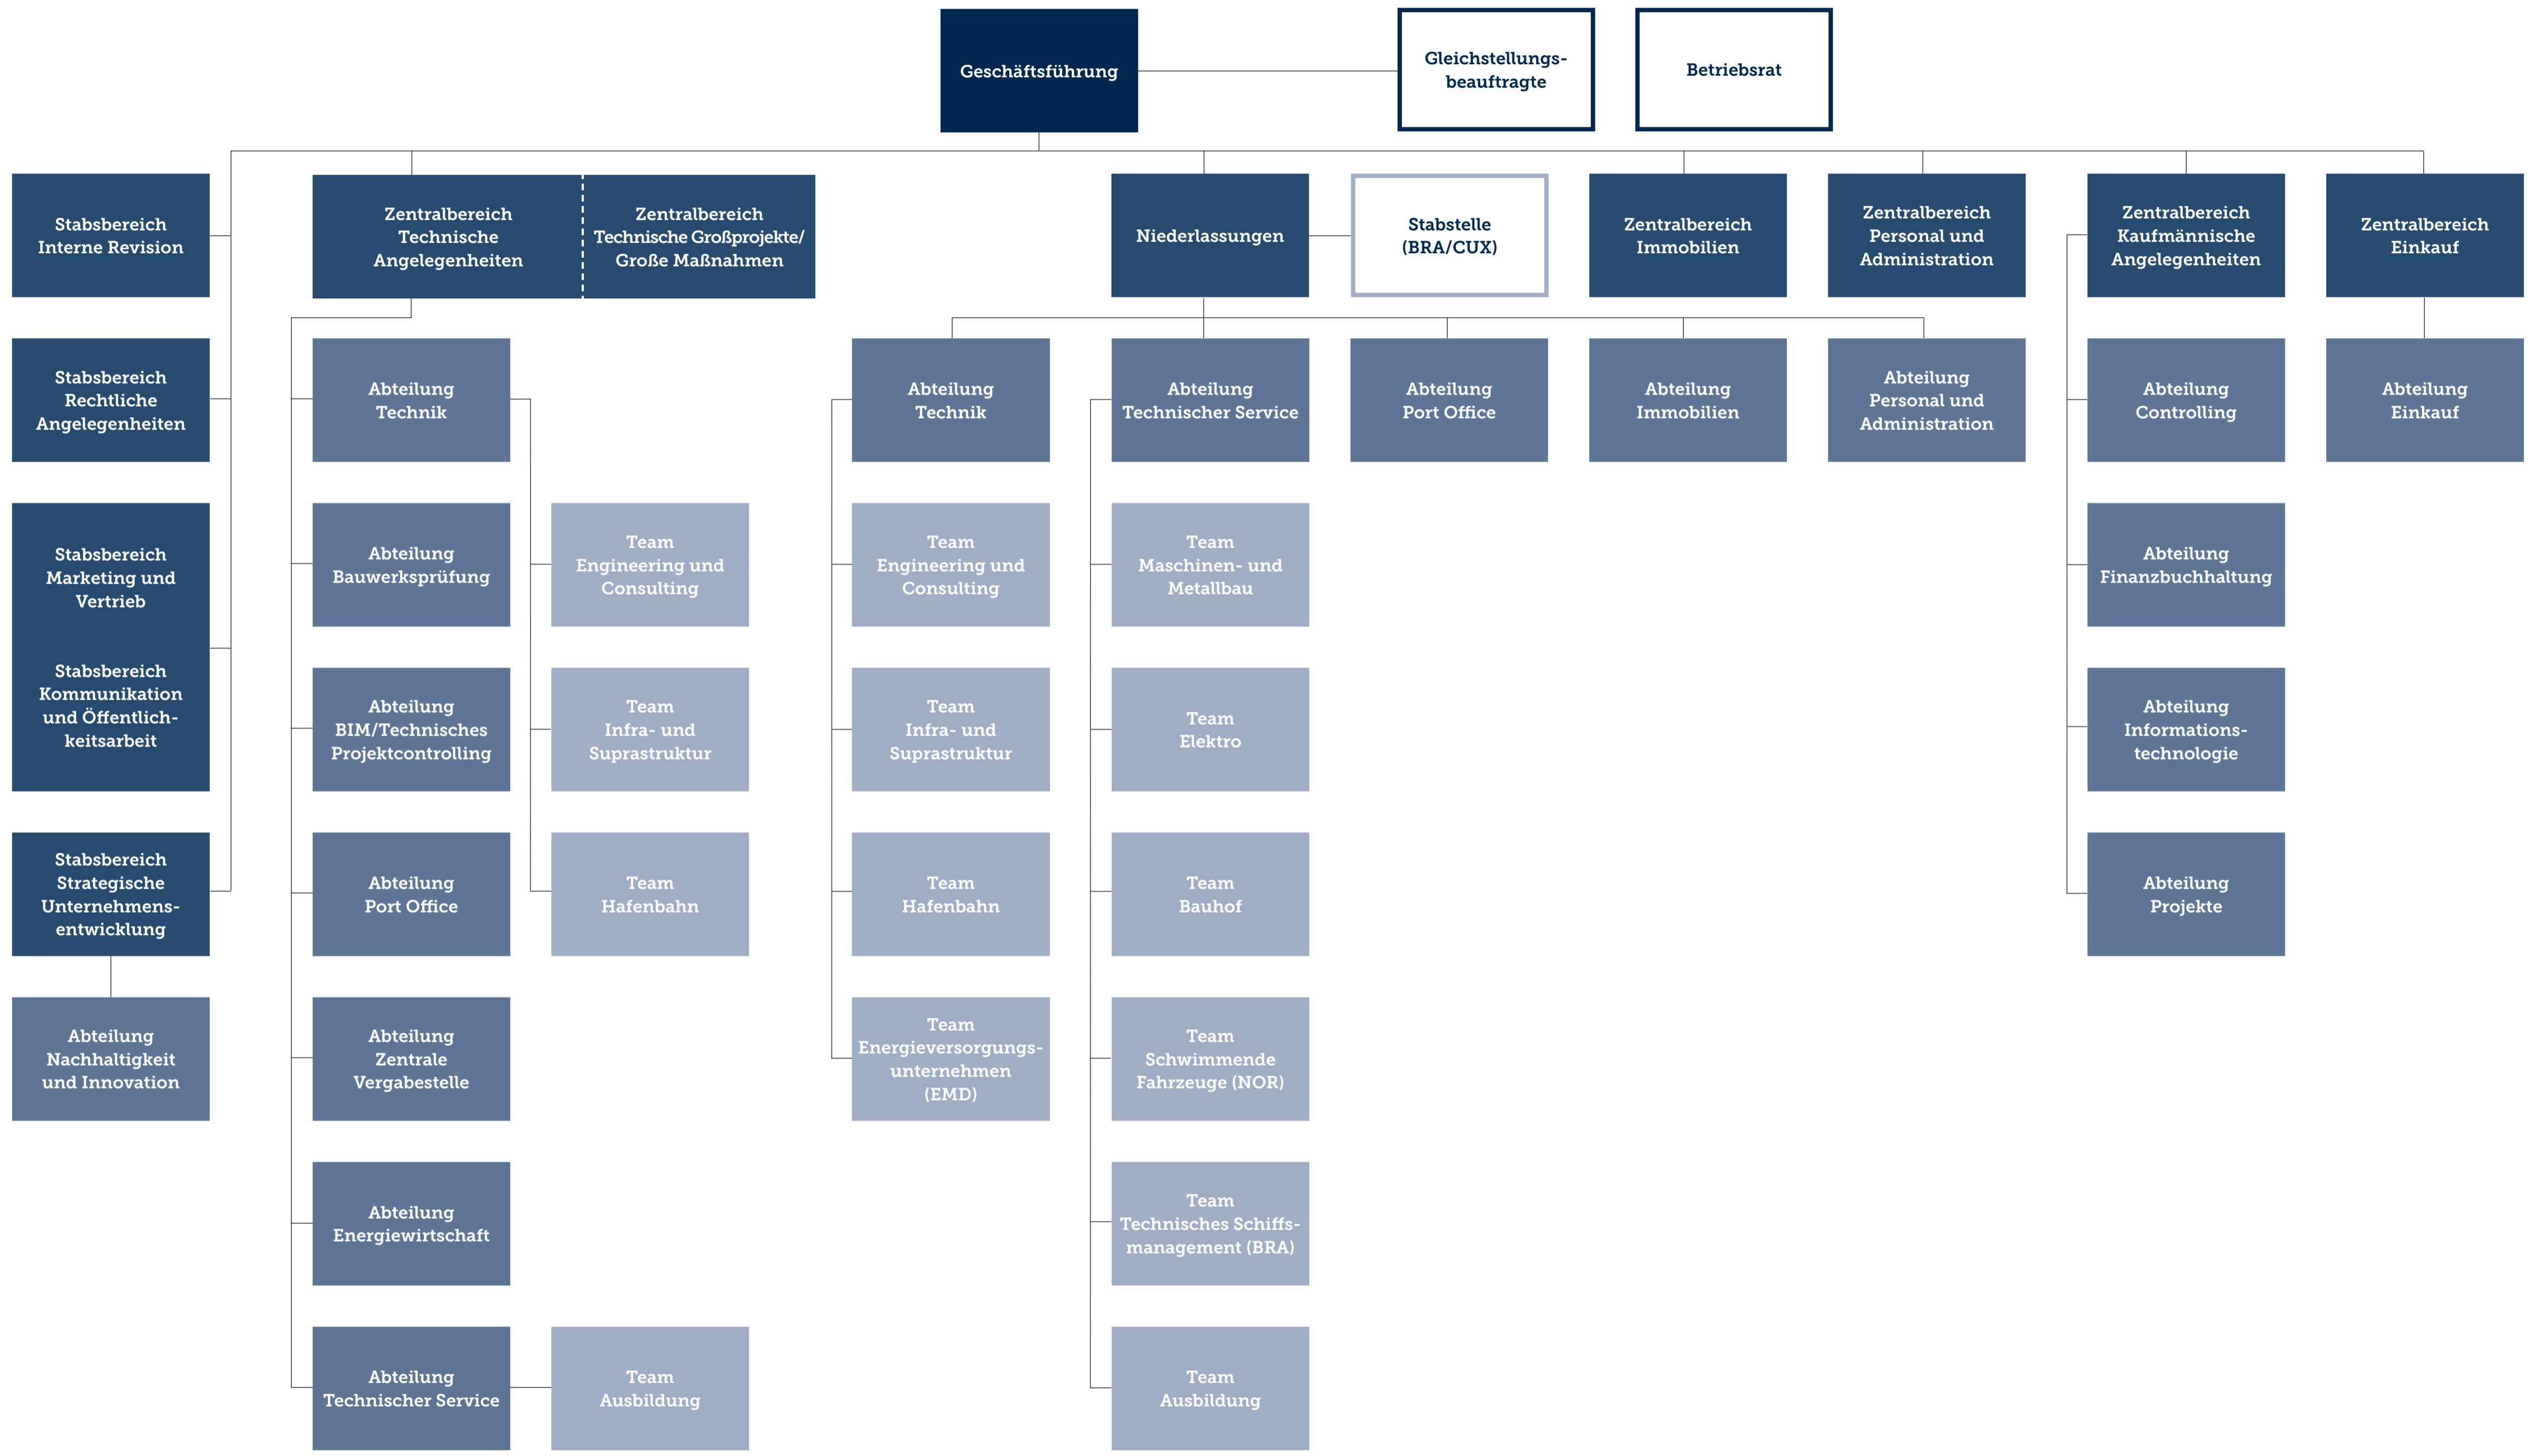 Geschäftsführung
Gleichstellungs-
beauftragte
Betriebsrat
Stabsbereich
Interne Revision
Zentralbereich
Technische
Angelegenheiten
Zentralbereich
Technische Großprojekte/
Große Maßnahmen
Niederlassungen
Stabstelle
(BRA/CUX)
Zentralbereich
Immobilien
Zentralbereich
Personal und
Administration
Zentralbereich
Kaufmännische
Angelegenheiten
Zentralbereich
Einkauf
Stabsbereich
Rechtliche
Angelegenheiten
Abteilung
Technik
Abteilung
Technik
Abteilung
Technischer Service
Abteilung
Port Office
Abteilung
Immobilien
Abteilung
Personal und
Administration
Abteilung
Controlling
Abteilung
Einkauf
Stabsbereich
Marketing und
Vertrieb
Stabsbereich
Kommunikation
und Öffentlich-
keitsarbeit
Abteilung
Bauwerksprüfung
Team
Engineering und
Consulting
Team
Engineering und
Consulting
Team
Maschinen- und
Metallbau
Abteilung
Finanzbuchhaltung
Abteilung
BIM/Technisches
Projektcontrolling
Team
Infra- und
Suprastruktur
Team
Infra- und
Suprastruktur
Team
Elektro
Abteilung
Informations-
technologie
Stabsbereich
Strategische
Unternehmens-
entwicklung
Abteilung
Port Office
Team
Hafenbahn
Team
Hafenbahn
Team
Bauhof
Abteilung
Projekte
Abteilung
Nachhaltigkeit
und Innovation
Abteilung
Zentrale
Vergabestelle
Team
Energieversorgungs-
unternehmen
(EMD)
Team
Schwimmende
Fahrzeuge (NOR)
Abteilung
Energiewirtschaft
Team
Technisches Schiffs-
management (BRA)
Abteilung
Technischer Service
Team
Ausbildung
Team
Ausbildung